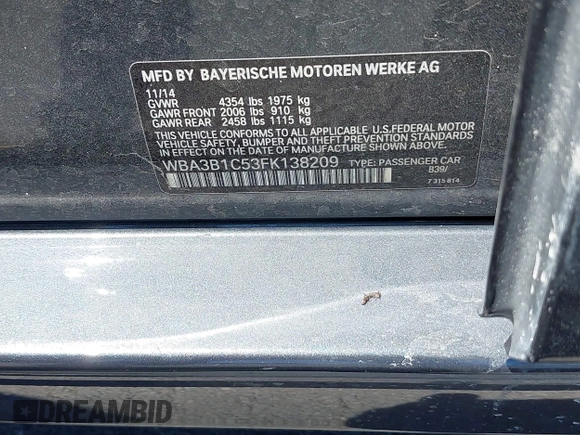 MFD BY BAYERISCHE MOTOREN WERKE AG
11/14
GVWR 4354 lbs 1975 kg
GAWR FRONT 2006 lbs 910 kg
GAWR REAR 2458 lbs 1115 kg
THIS VEHICLE CONFORMS TO ALL APPLICABLE U.S.FEDERAL MOTOR
VEHICLE SAFETY, BUMPER, AND THEFT PREVENTION STANDARDS
IN EFFECT ON THE DATE OF MANUFACTURE SHOWN ABOVE.
WBA3B1C53FK138209 TYPE: PASSENGER CAR
B39/
7 315 814
DREAMBID